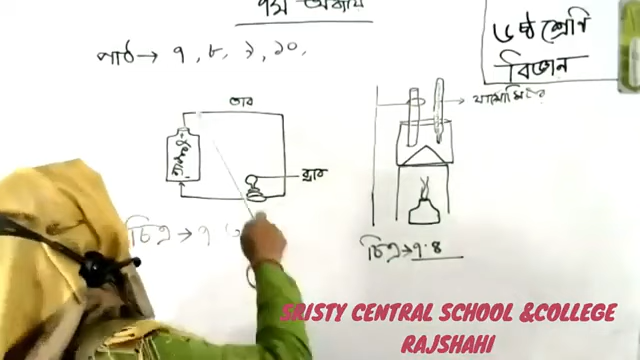 ৭ম অধ্যায়
৬ষ্ঠ শ্রেণি
বিজ্ঞান
পাঠ → ৭, ৮, ৯, ১০,
তার
থার্মোমিটার
চিত্র → ৭
চিত্র → ৭.৪
SRISTY CENTRAL SCHOOL &COLLEGE
RAJSHAHI